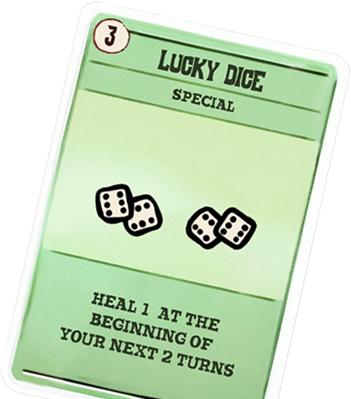 3
LUCKY DICE
SPECIAL
HEAL 1 AT THE
BEGINNING OF
YOUR NEXT 2 TURNS